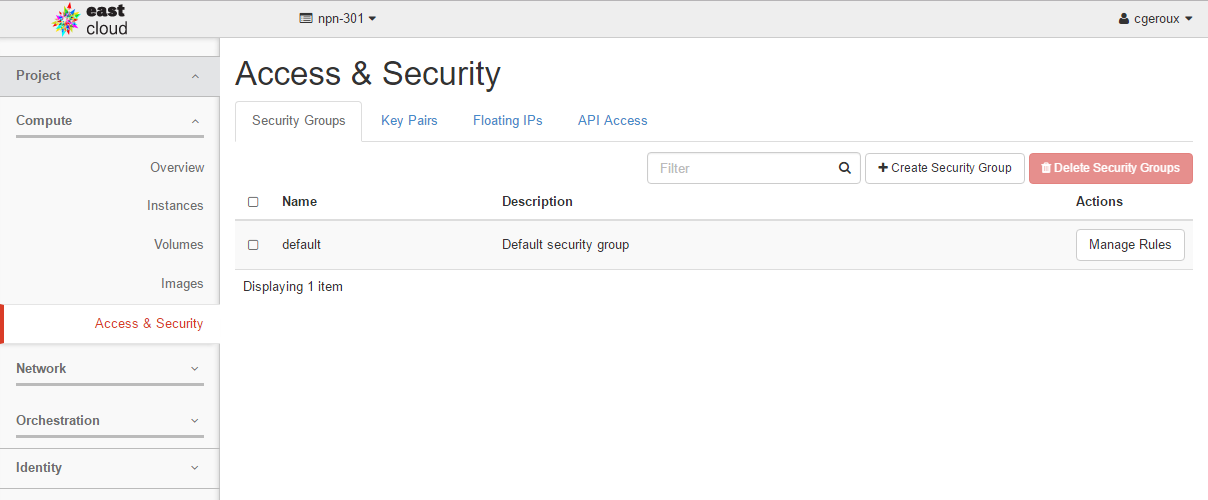 east
cloud
npn-301
cgeroux
Project
Compute
Overview
Instances
Volumes
Images
Access & Security
Network
Orchestration
Identity
Access & Security
Security Groups Key Pairs Floating IPs API Access
Filter Create Security Group Delete Security Groups
Name Description Actions
default Default security group Manage Rules
Displaying 1 item